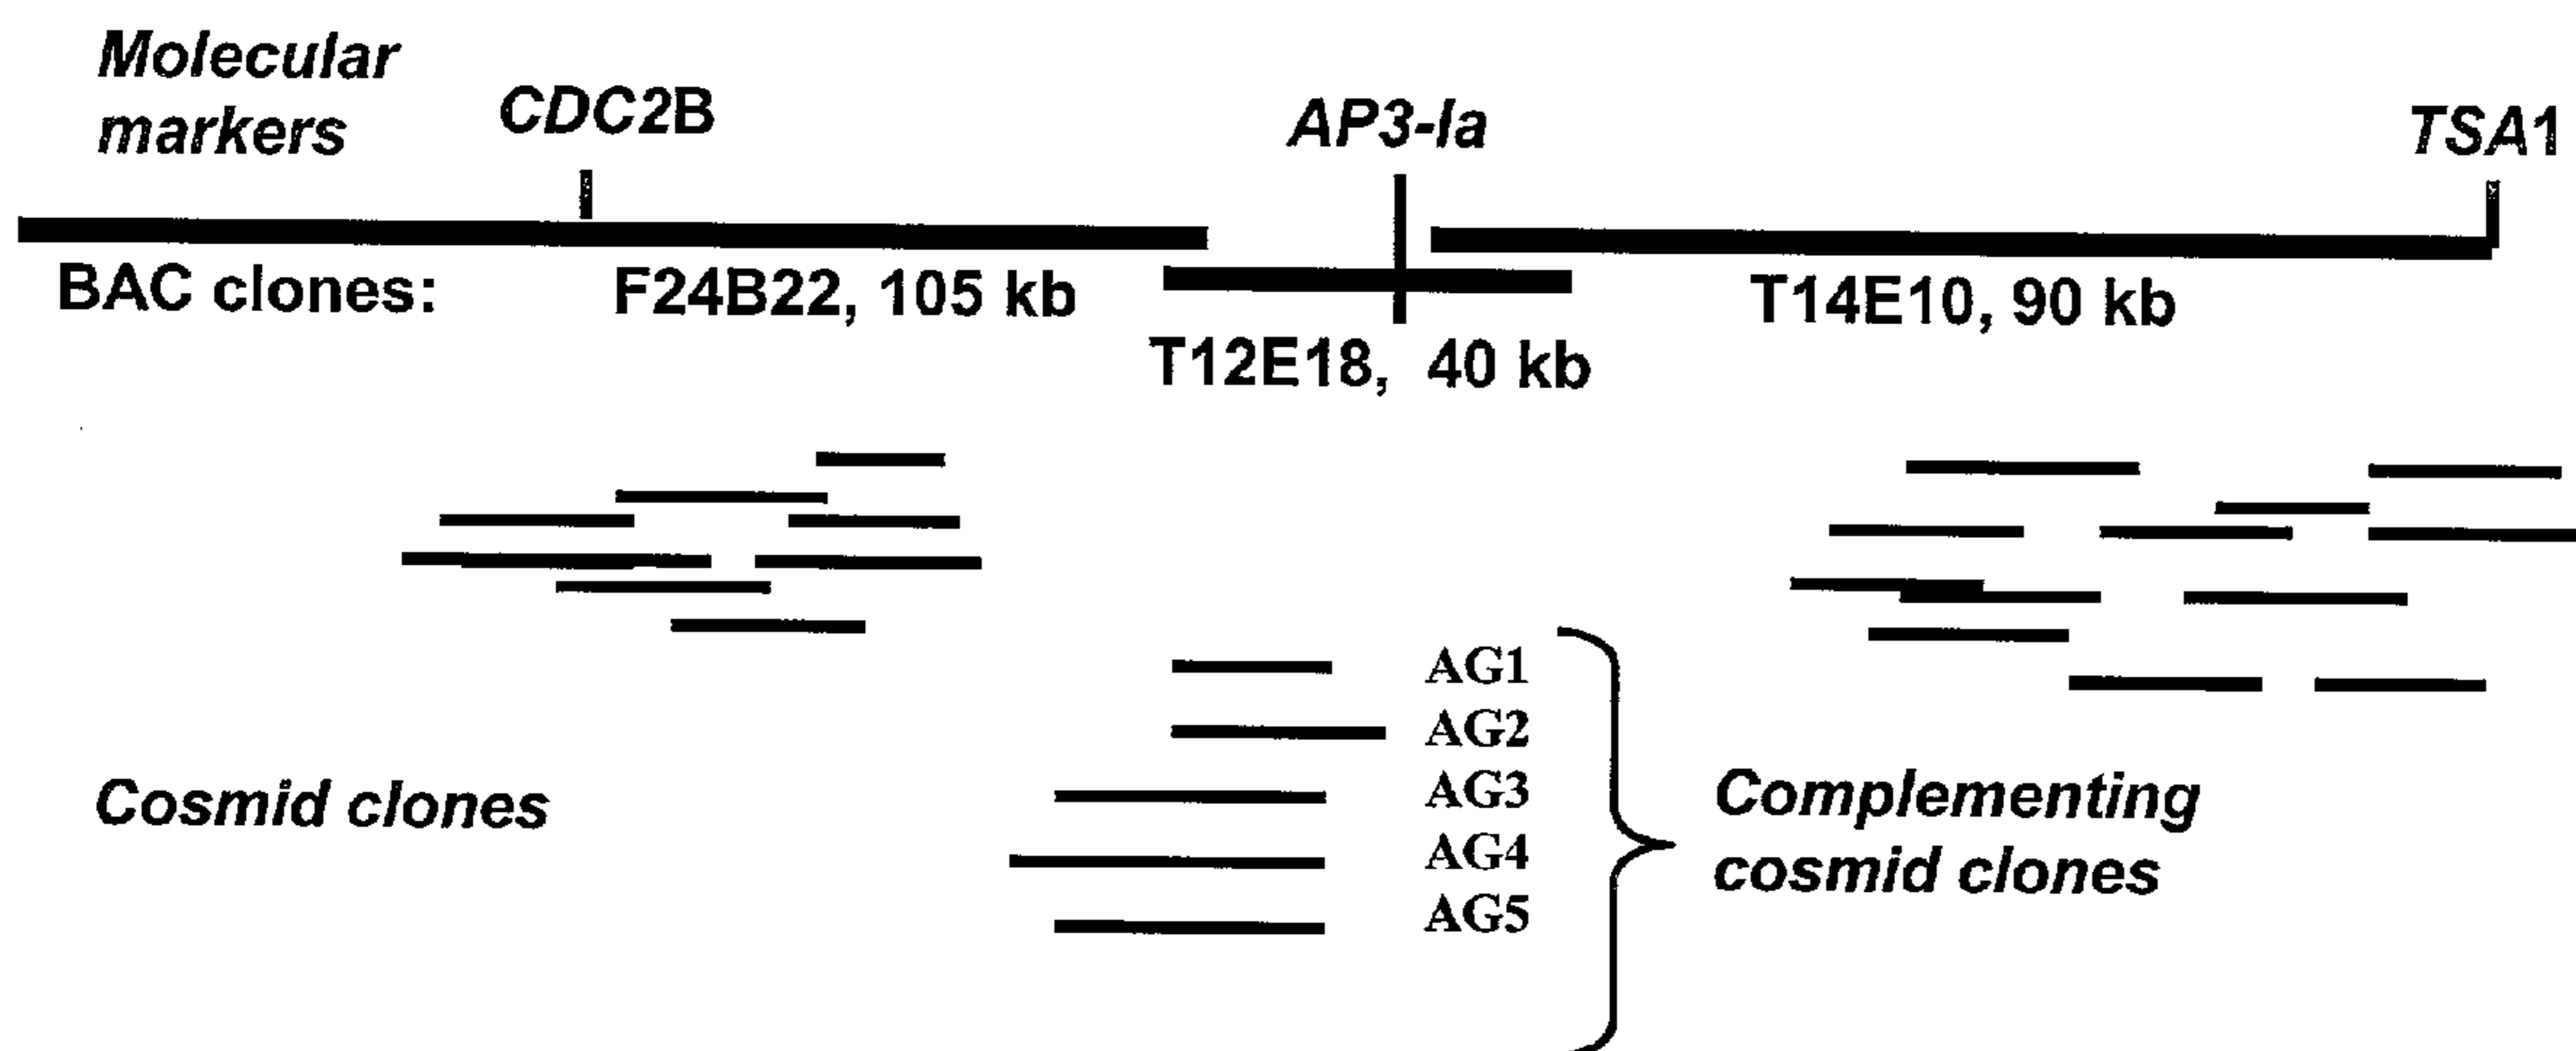 Molecular
markers
CDC2B
AP3-Ia
TSA1
BAC clones:
F24B22, 105 kb
T14E10, 90 kb
T12E18, 40 kb
AG1
AG2
AG3
AG4
AG5
Cosmid clones
Complementing
cosmid clones